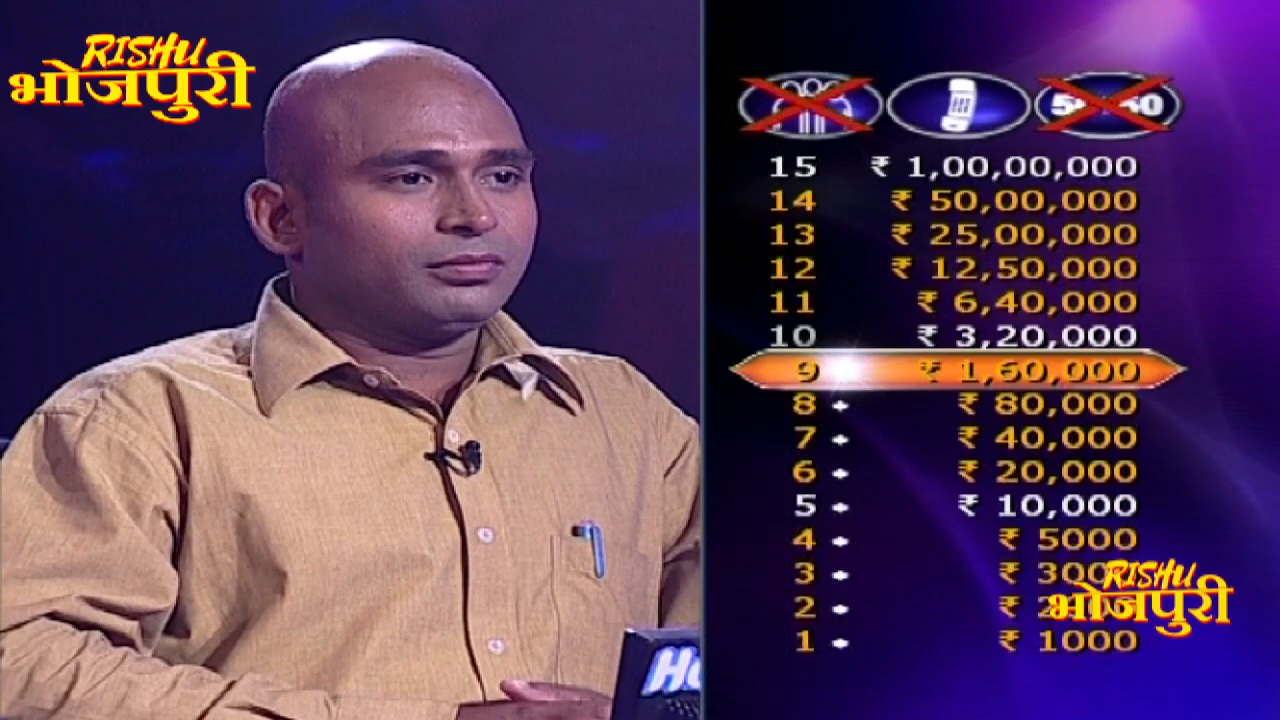 RISHU
भोजपुरी
15 ₹ 1,00,00,000
14 ₹ 50,00,000
13 ₹ 25,00,000
12 ₹ 12,50,000
11 ₹ 6,40,000
10 ₹ 3,20,000
9 ₹ 1,60,000
8 ₹ 80,000
7 ₹ 40,000
6 ₹ 20,000
5 ₹ 10,000
4 ₹ 5000
3 ₹
2 ₹
1 ₹ 1000
RISHU
भोजपुरी